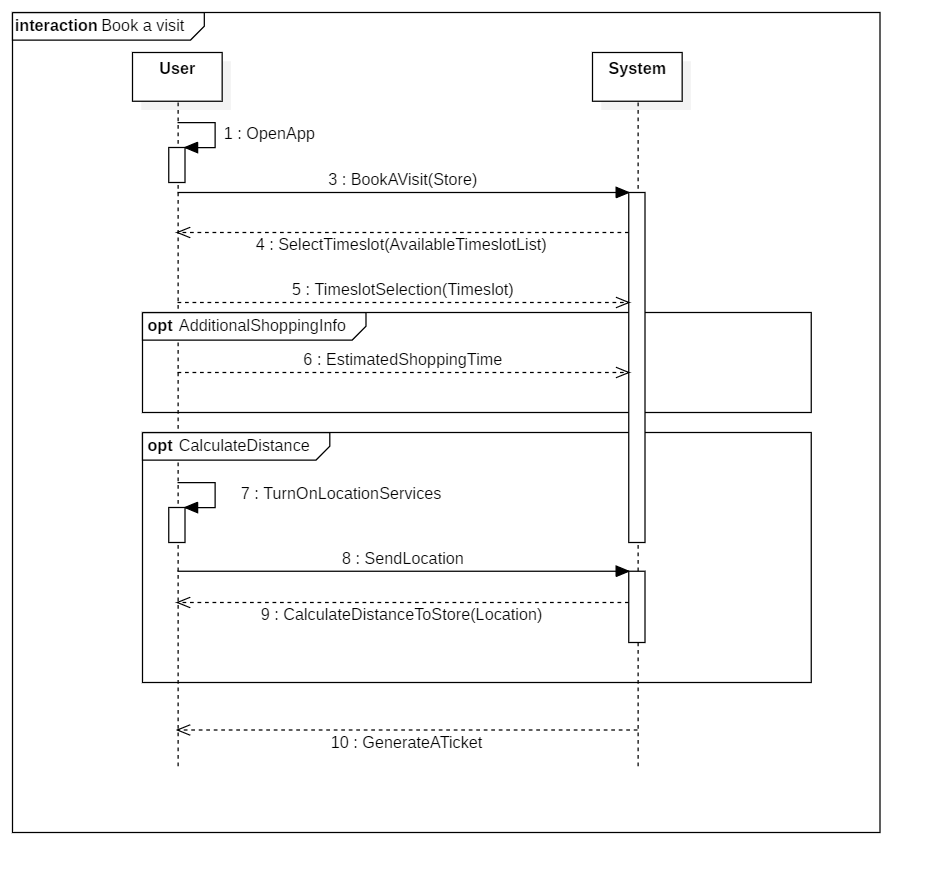 interaction Book a visit
User
System
1 : OpenApp
3 : BookAVisit(Store)
4 : SelectTimeslot(AvailableTimeslotList)
5 : TimeslotSelection(Timeslot)
opt AdditionalShoppingInfo
6 : EstimatedShoppingTime
opt CalculateDistance
7 : TurnOnLocationServices
8 : SendLocation
9 : CalculateDistanceToStore(Location)
10 : GenerateATicket